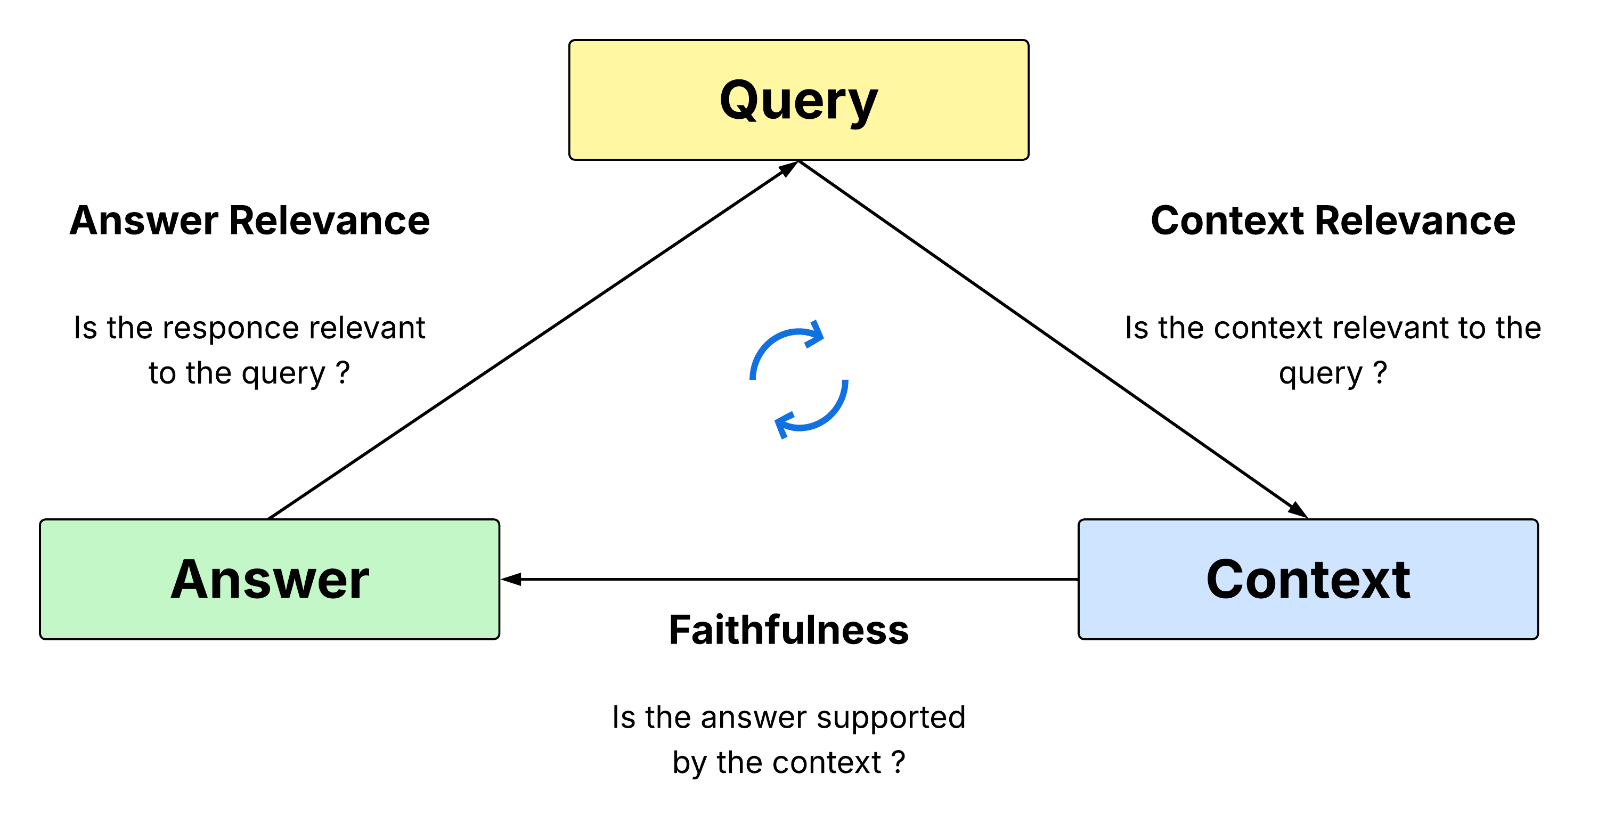 Query
Answer Relevance
Is the responce relevant
to the query ?
Context Relevance
Is the context relevant to the
query ?
Answer
Context
Faithfulness
Is the answer supported
by the context ?